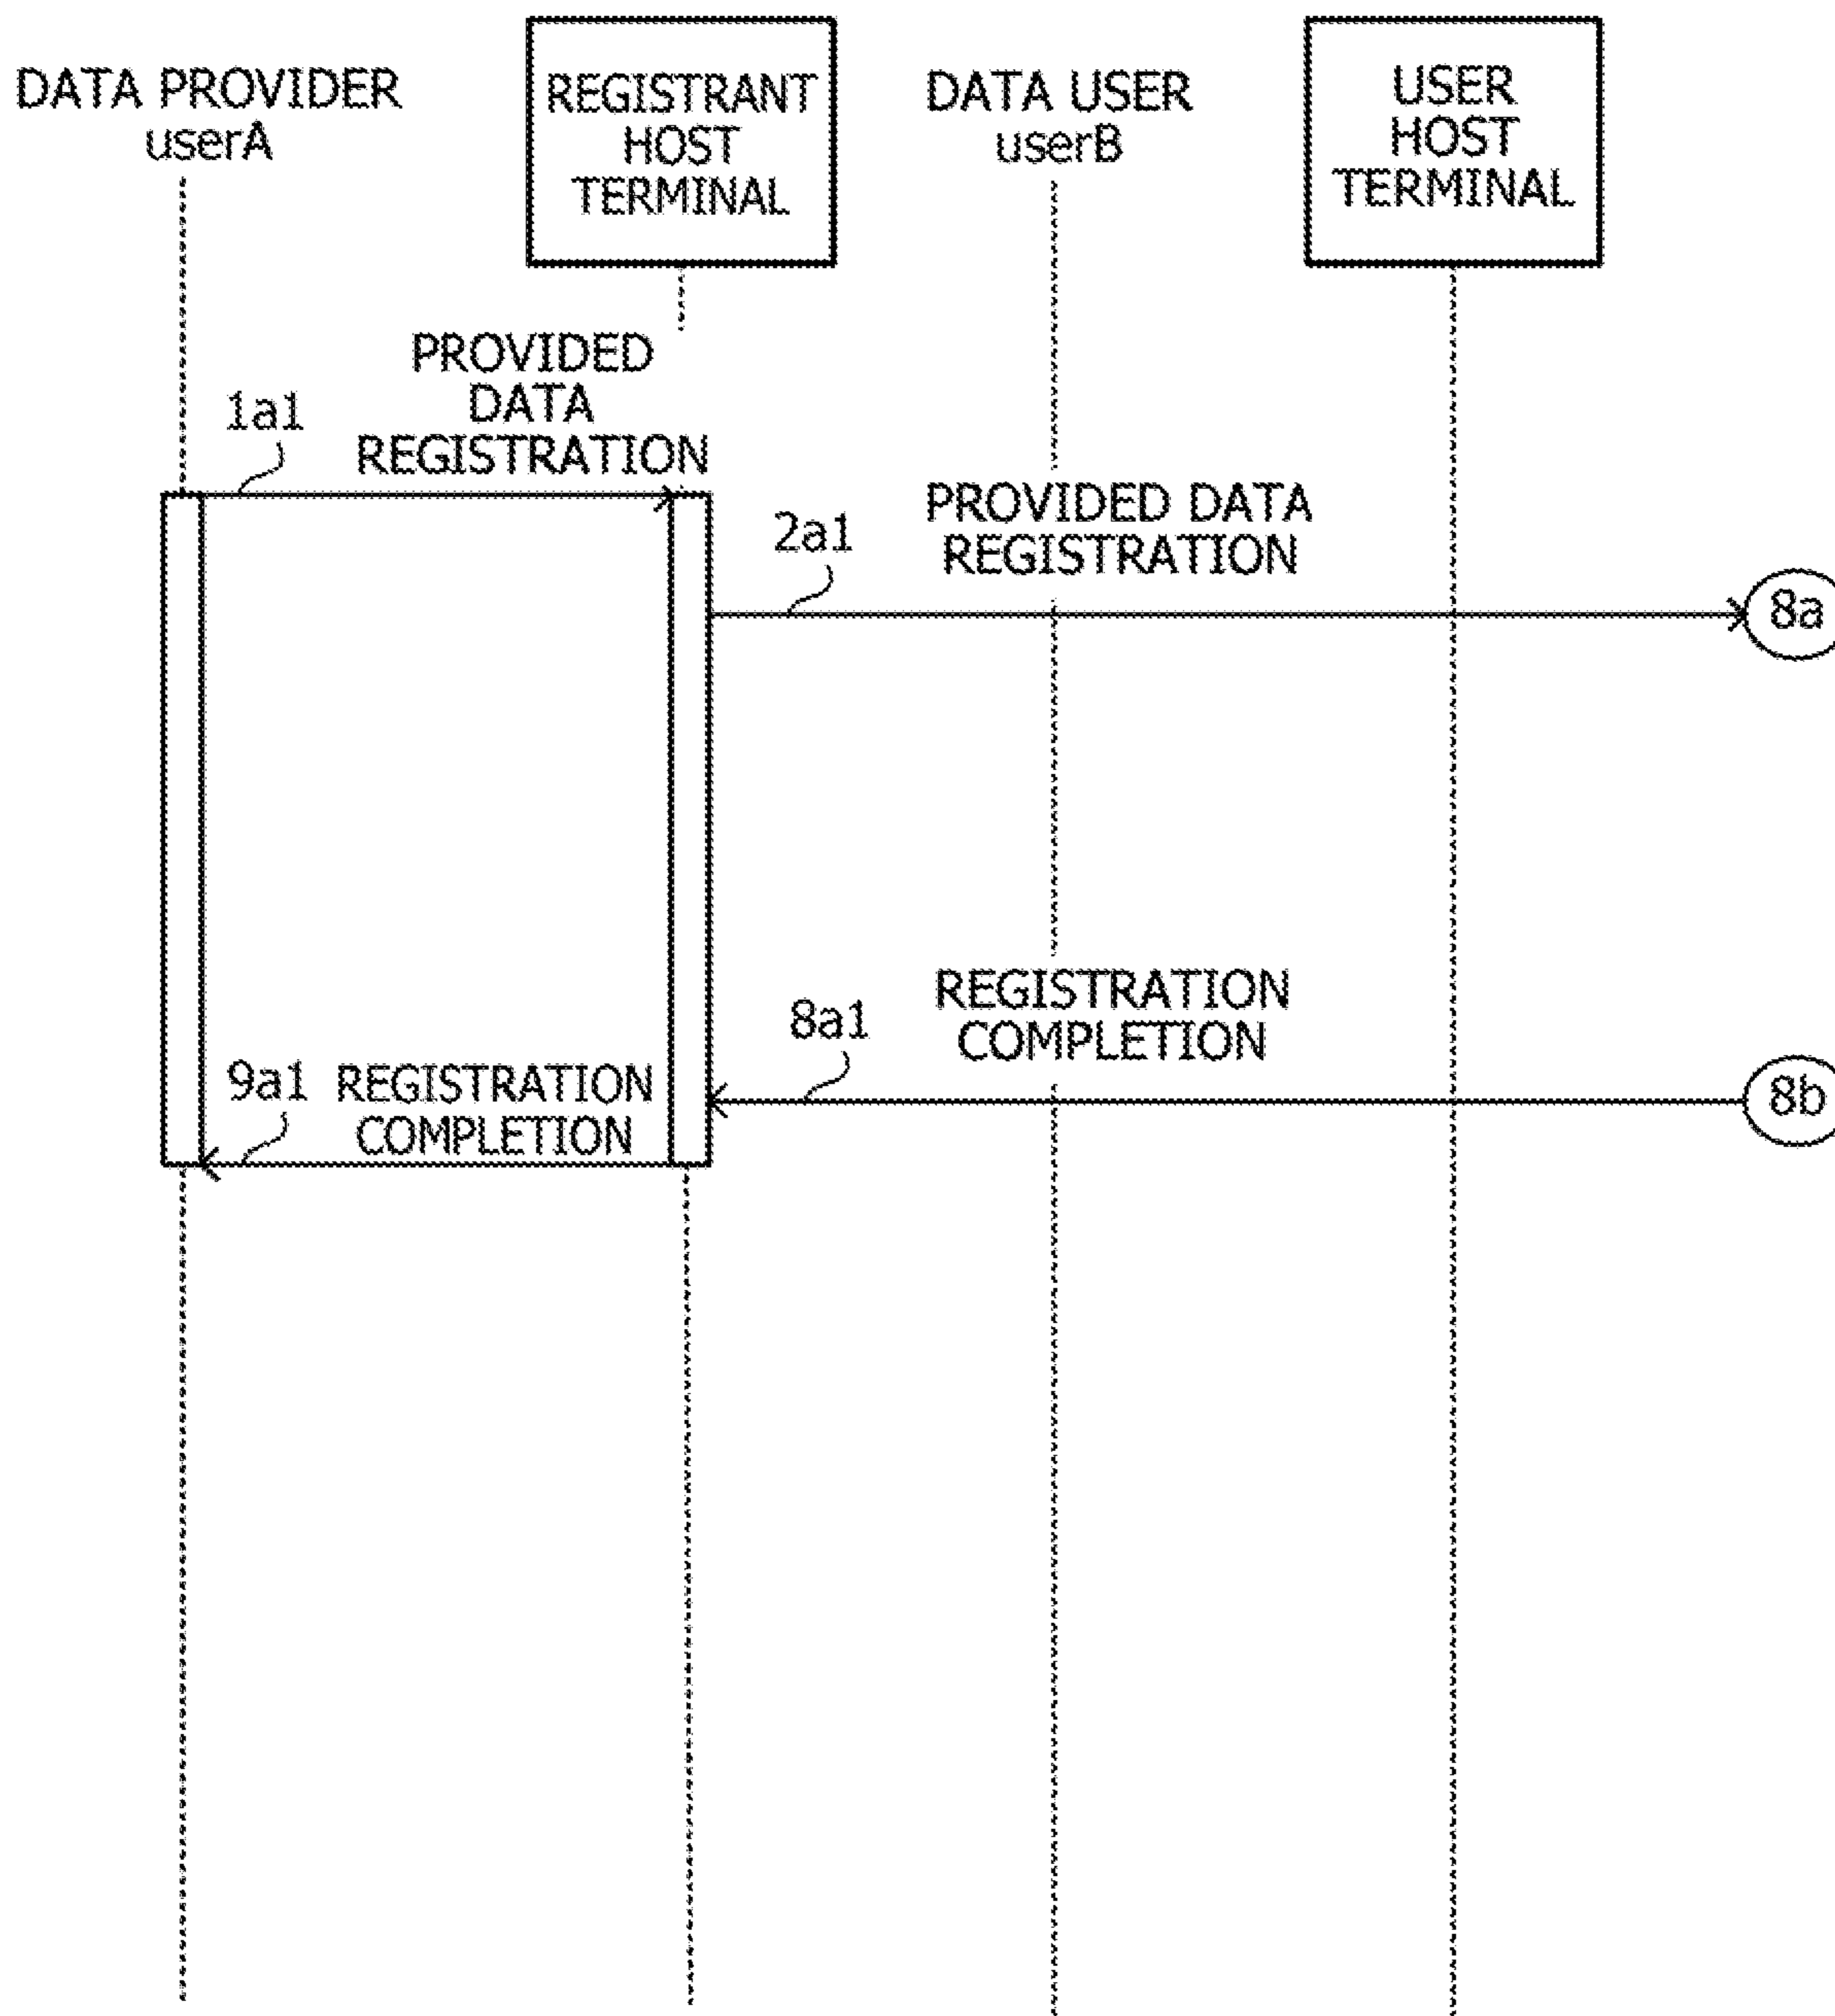 DATA PROVIDER
userA
REGISTRANT
HOST
TERMINAL
DATA USER
userB
USER
HOST
TERMINAL
PROVIDED
DATA
REGISTRATION
1a1
2a1
PROVIDED DATA
REGISTRATION
8a
8a1
REGISTRATION
COMPLETION
8b
9a1
REGISTRATION
COMPLETION